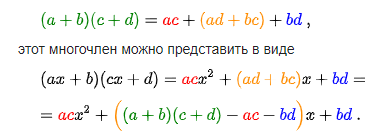 (a + b)(c + d) = ac + (ad + bc) + bd ,
этот многочлен можно представить в виде
(ax + b)(cx + d) = acx² + (ad + bc)x + bd =
= acx² + ((a + b)(c + d) − ac − bd)x + bd .